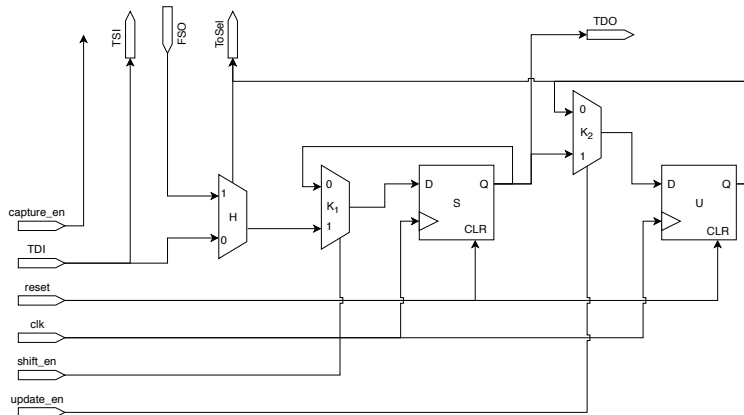 TSI
FSO
ToSel
TDO
0
K2
1
0
K1
1
1
H
0
D
Q
S
CLR
D
Q
U
CLR
capture_en
TDI
reset
clk
shift_en
update_en